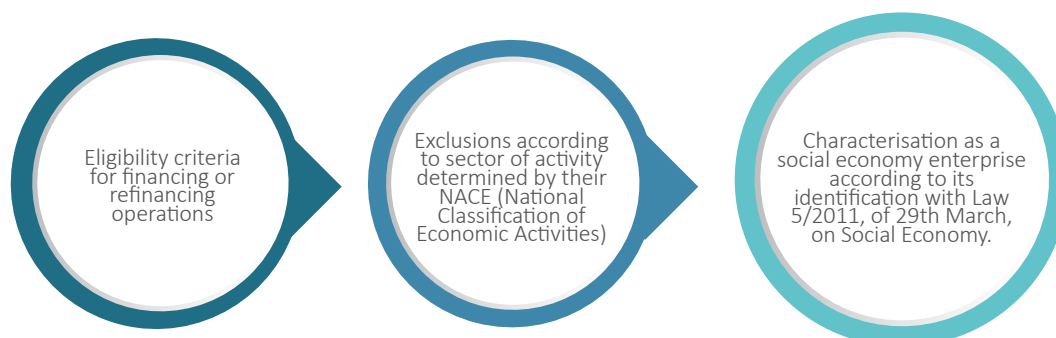 Eligibility criteria
for financing or
refinancing
operations
Exclusions according
to sector of activity
determined by their
NACE (National
Classification of
Economic Activities)
Characterisation as a
social economy enterprise
according to its
identification with Law
5/2011, of 29th March,
on Social Economy.